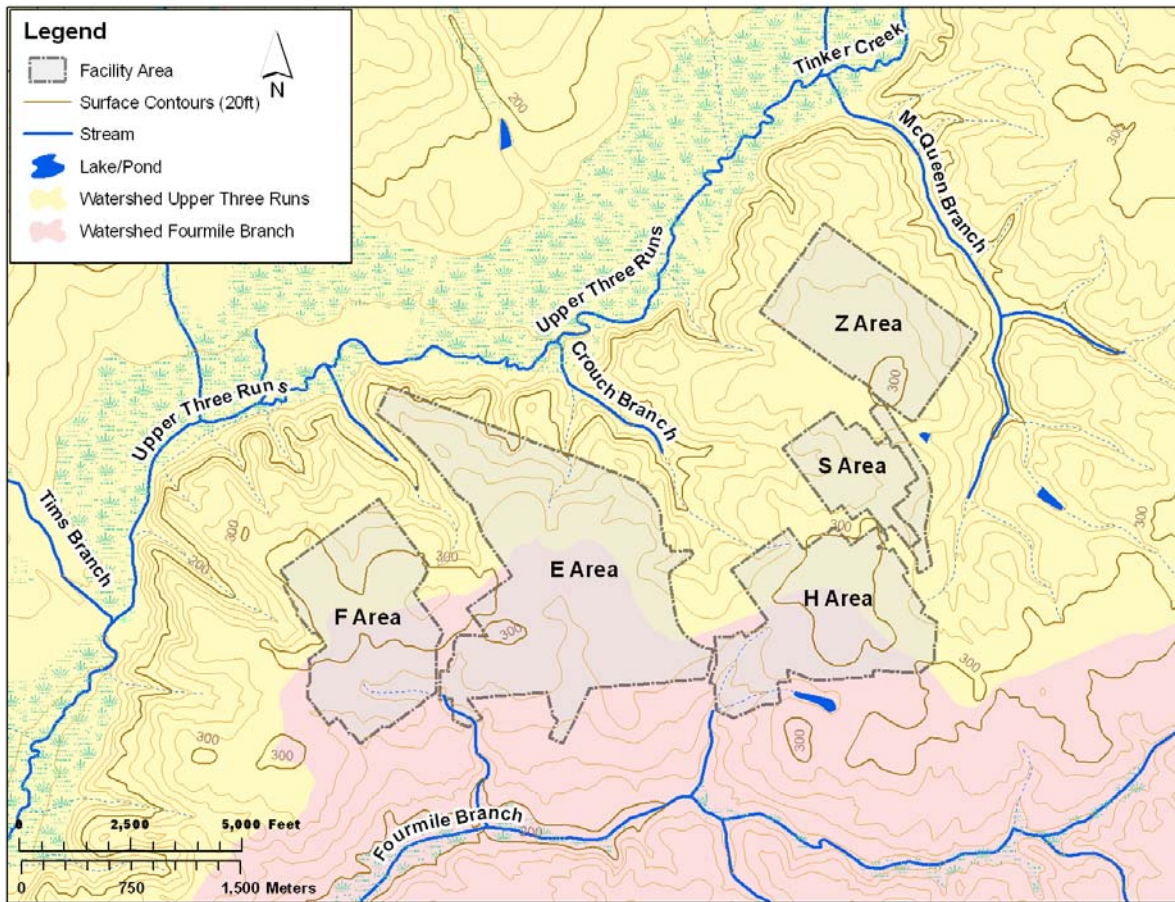 Legend
Facility Area
Surface Contours (20ft)
Stream
Lake/Pond
Watershed Upper Three Runs
Watershed Fourmile Branch
N
200
Tinker Creek
300
McQueen Branch
Upper Three Runs
Z Area
300
Crouch Branch
Upper Three Runs
S Area
Tims Branch
300
200
300
300
E Area
F Area
H Area
300
300
300
300
300
Fourmile Branch
200
0 2,500 5,000 Feet
0 750 1,500 Meters